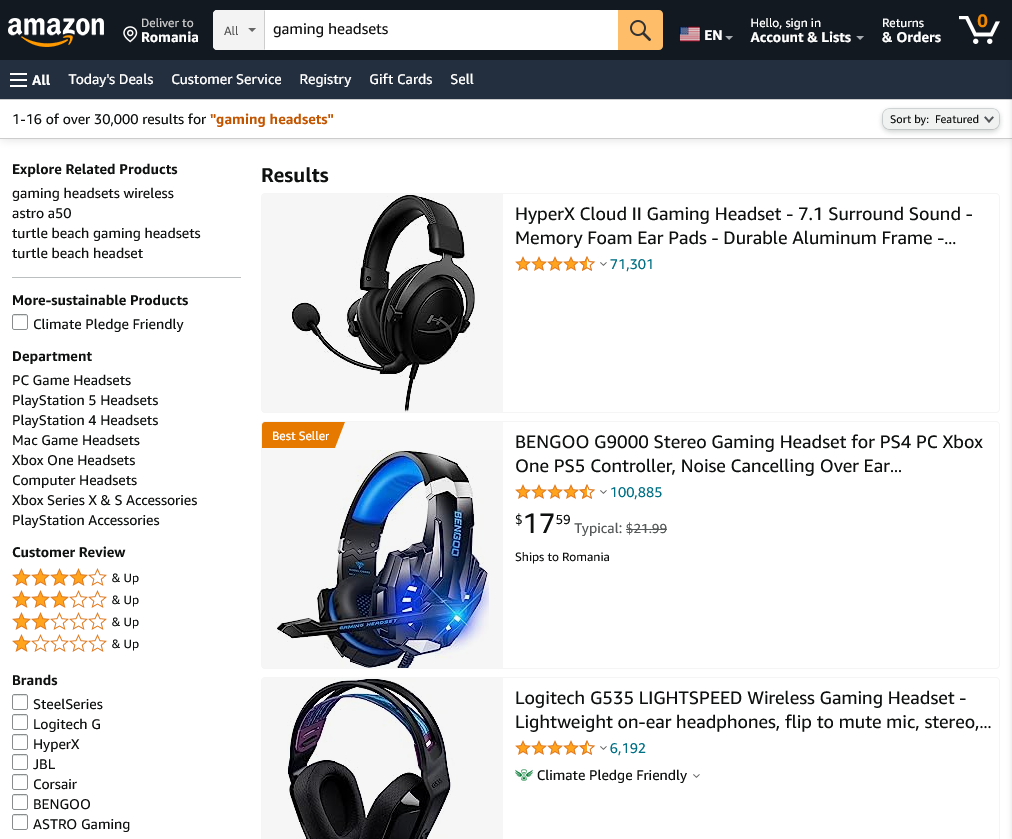 amazon
Deliver to
Romania
All
gaming headsets
EN
Hello, sign in
Account & Lists
Returns
& Orders
0
All
Today's Deals
Customer Service
Registry
Gift Cards
Sell
1-16 of over 30,000 results for "gaming headsets"
Sort by: Featured
Explore Related Products
gaming headsets wireless
astro a50
turtle beach gaming headsets
turtle beach headset
More-sustainable Products
Climate Pledge Friendly
Department
PC Game Headsets
PlayStation 5 Headsets
PlayStation 4 Headsets
Mac Game Headsets
Xbox One Headsets
Computer Headsets
Xbox Series X & S Accessories
PlayStation Accessories
Customer Review
& Up
& Up
& Up
& Up
Brands
SteelSeries
Logitech G
HyperX
JBL
Corsair
BENGOO
ASTRO Gaming
Results
HyperX Cloud II Gaming Headset - 7.1 Surround Sound -
Memory Foam Ear Pads - Durable Aluminum Frame -...
71,301
Best Seller
BENGOO
GAMING HEADSET
BENGOO G9000 Stereo Gaming Headset for PS4 PC Xbox
One PS5 Controller, Noise Cancelling Over Ear...
100,885
$17.59 Typical: $21.99
Ships to Romania
Logitech G535 LIGHTSPEED Wireless Gaming Headset -
Lightweight on-ear headphones, flip to mute mic, stereo,...
6,192
Climate Pledge Friendly